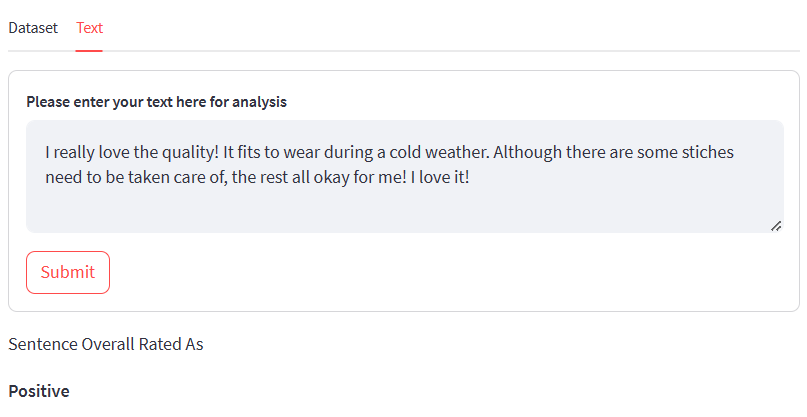 Dataset Text
Please enter your text here for analysis
I really love the quality! It fits to wear during a cold weather. Although there are some stiches
need to be taken care of, the rest all okay for me! I love it!
Submit
Sentence Overall Rated As
Positive